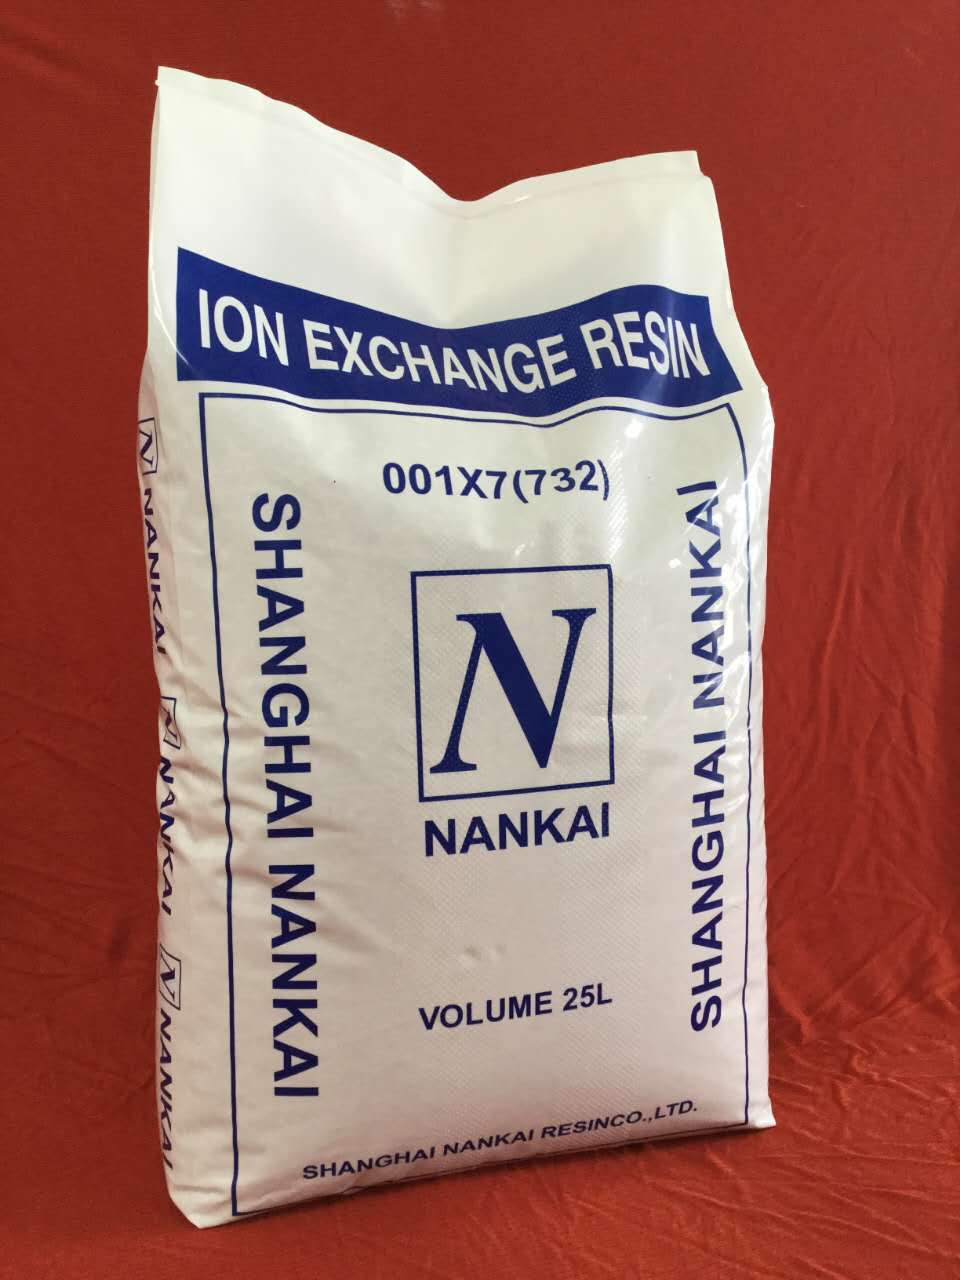 ION EXCHANGE RESIN
001X7(732)
SHANGHAI NANKAI
N
NANKAI
SHANGHAI NANKAI
VOLUME 25L
SHANGHAI NANKAI RESINCO.,LTD.
N NANKAI
N NANKAI
N NANKAI